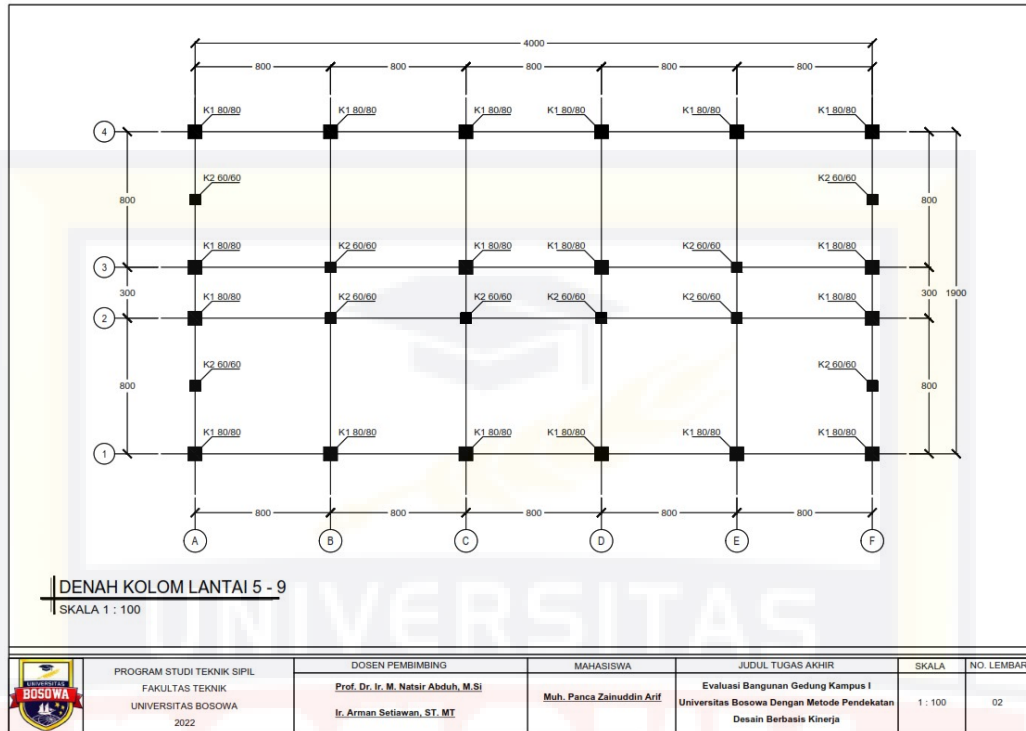 4000
800 800 800 800 800
K1 80/80 K1 80/80 K1 80/80 K1 80/80 K1 80/80 K1 80/80
4
K2 60/60 K2 60/60
800 800
K1 80/80 K2 60/60 K1 80/80 K1 80/80 K2 60/60 K1 80/80
3
300 300 1900
K1 80/80 K2 60/60 K2 60/60 K2 60/60 K2 60/60 K1 80/80
2
K2 60/60 K2 60/60
800 800
K1 80/80 K1 80/80 K1 80/80 K1 80/80 K1 80/80 K1 80/80
1
800 800 800 800 800
A B C D E F
DENAH KOLOM LANTAI 5 - 9
SKALA 1 : 100
UNIVERSITAS
UNIVERSITAS
BOSOWA
PROGRAM STUDI TEKNIK SIPIL
FAKULTAS TEKNIK
UNIVERSITAS BOSOWA
2022
DOSEN PEMBIMBING
Prof. Dr. Ir. M. Natsir Abduh, M.Si
Ir. Arman Setiawan, ST. MT
MAHASISWA
Muh. Panca Zainuddin Arif
JUDUL TUGAS AKHIR
Evaluasi Bangunan Gedung Kampus I
Universitas Bosowa Dengan Metode Pendekatan
Desain Berbasis Kinerja
SKALA
1 : 100
NO. LEMBAR
02